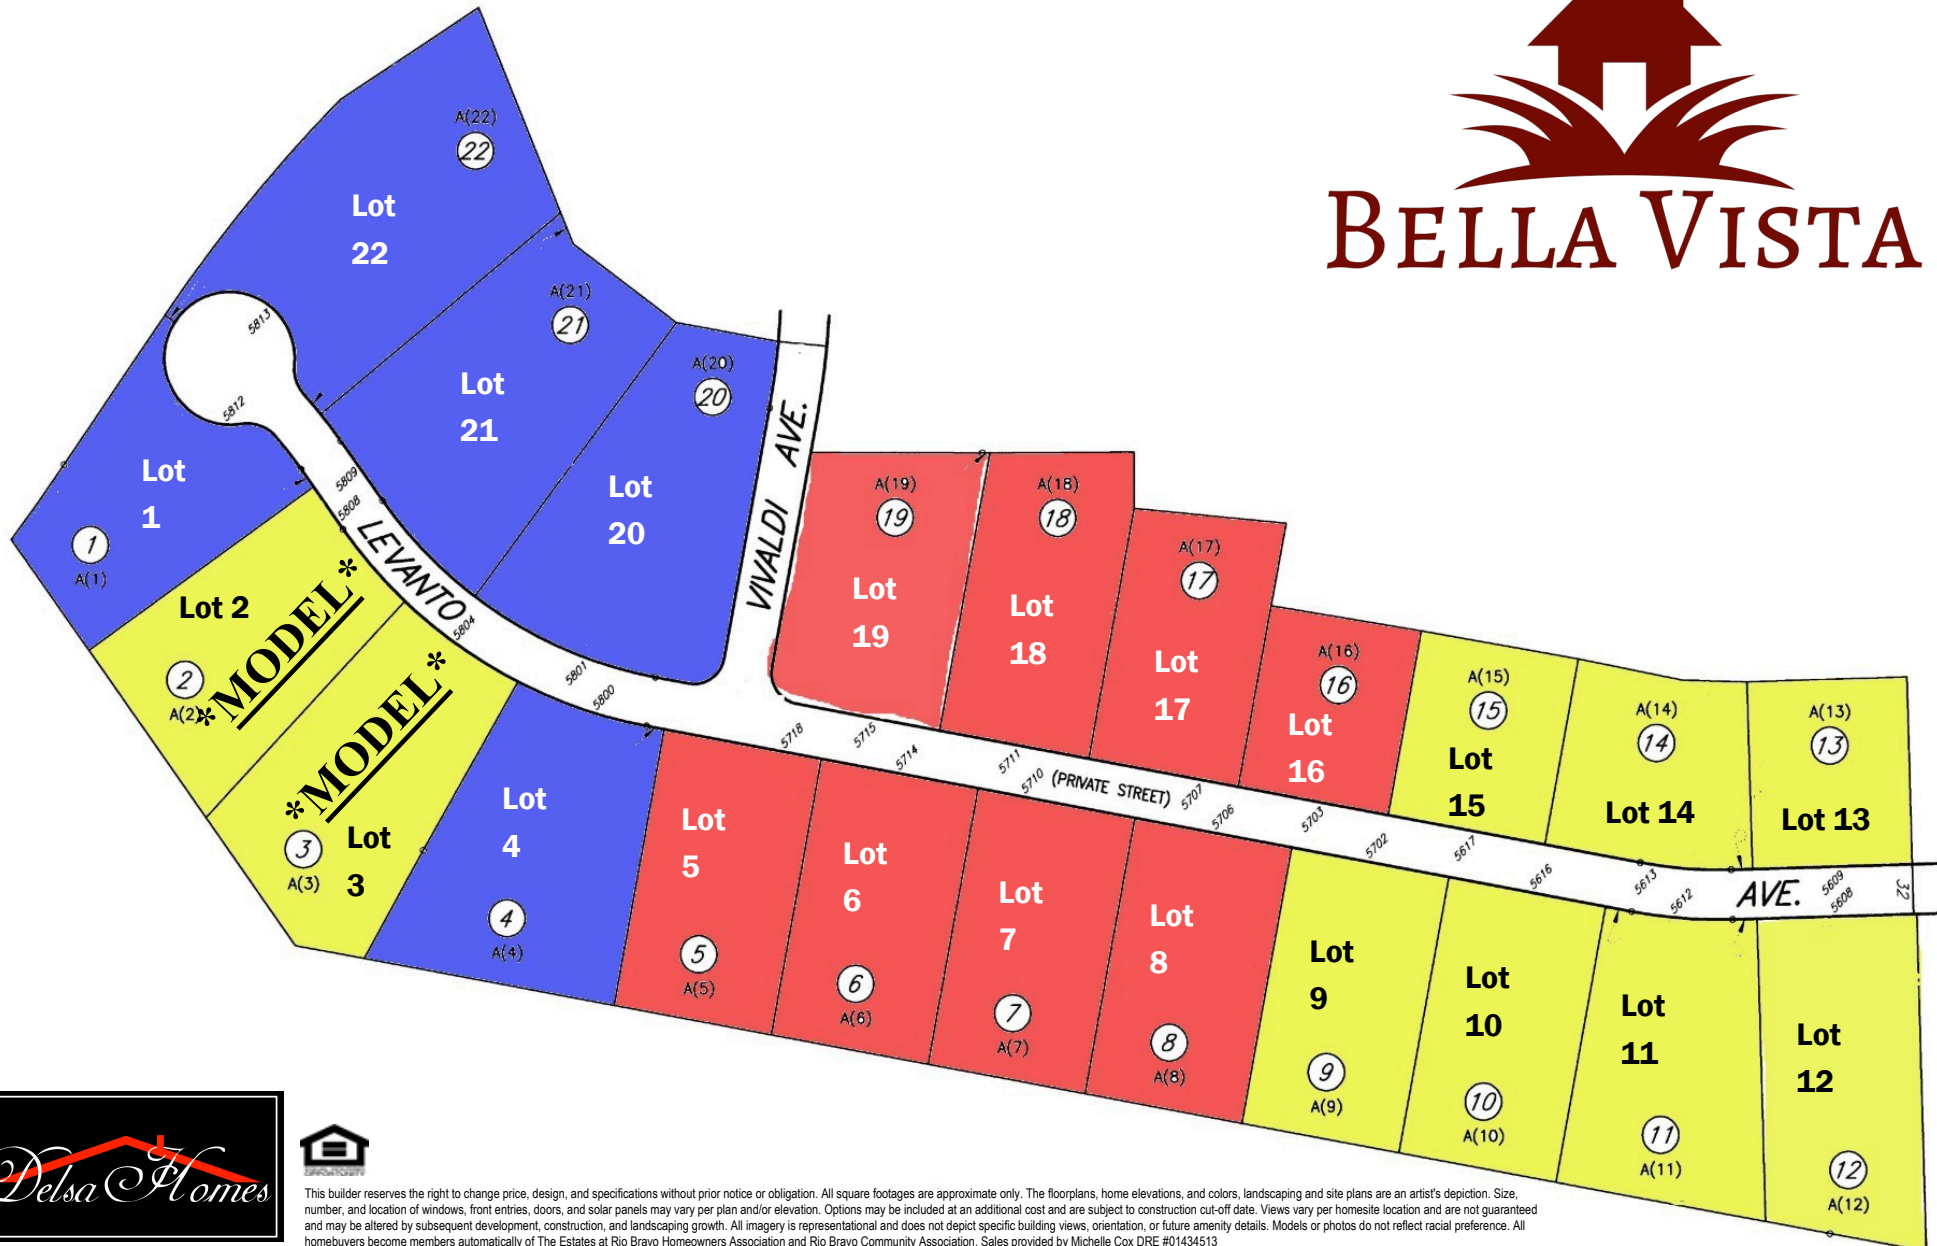 BELLA VISTA
A(22)
22
Lot
22
5813
A(21)
21
Lot
21
A(20)
20
Lot
20
5812
Lot
1
1
A(1)
5809
5808
LEVANTO
5804
5801
5800
VIVALDI AVE.
Lot 2
2
A(2)
*MODEL*
*MODEL*
3
A(3)
Lot
3
Lot
4
4
A(4)
A(19)
19
Lot
19
A(18)
18
Lot
18
A(17)
17
Lot
17
A(16)
16
Lot
16
A(15)
15
Lot
15
A(14)
14
Lot 14
A(13)
13
Lot 13
5718
5715
5714
5711
5710
(PRIVATE STREET)
5707
5706
5703
5702
5617
5616
5613
5612
AVE.
5609
5608
32
Lot
5
5
A(5)
Lot
6
6
A(6)
Lot
7
7
A(7)
Lot
8
8
A(8)
Lot
9
9
A(9)
Lot
10
10
A(10)
Lot
11
11
A(11)
Lot
12
12
A(12)
Delsa Homes
EQUAL HOUSING
OPPORTUNITY
This builder reserves the right to change price, design, and specifications without prior notice or obligation. All square footages are approximate only. The floorplans, home elevations, and colors, landscaping and site plans are an artist's depiction. Size,
number, and location of windows, front entries, doors, and solar panels may vary per plan and/or elevation. Options may be included at an additional cost and are subject to construction cut-off date. Views vary per homesite location and are not guaranteed
and may be altered by subsequent development, construction, and landscaping growth. All imagery is representational and does not depict specific building views, orientation, or future amenity details. Models or photos do not reflect racial preference. All
homebuyers become members automatically of The Estates at Rio Bravo Homeowners Association and Rio Bravo Community Association. Sales provided by Michelle Cox DRE #01434513